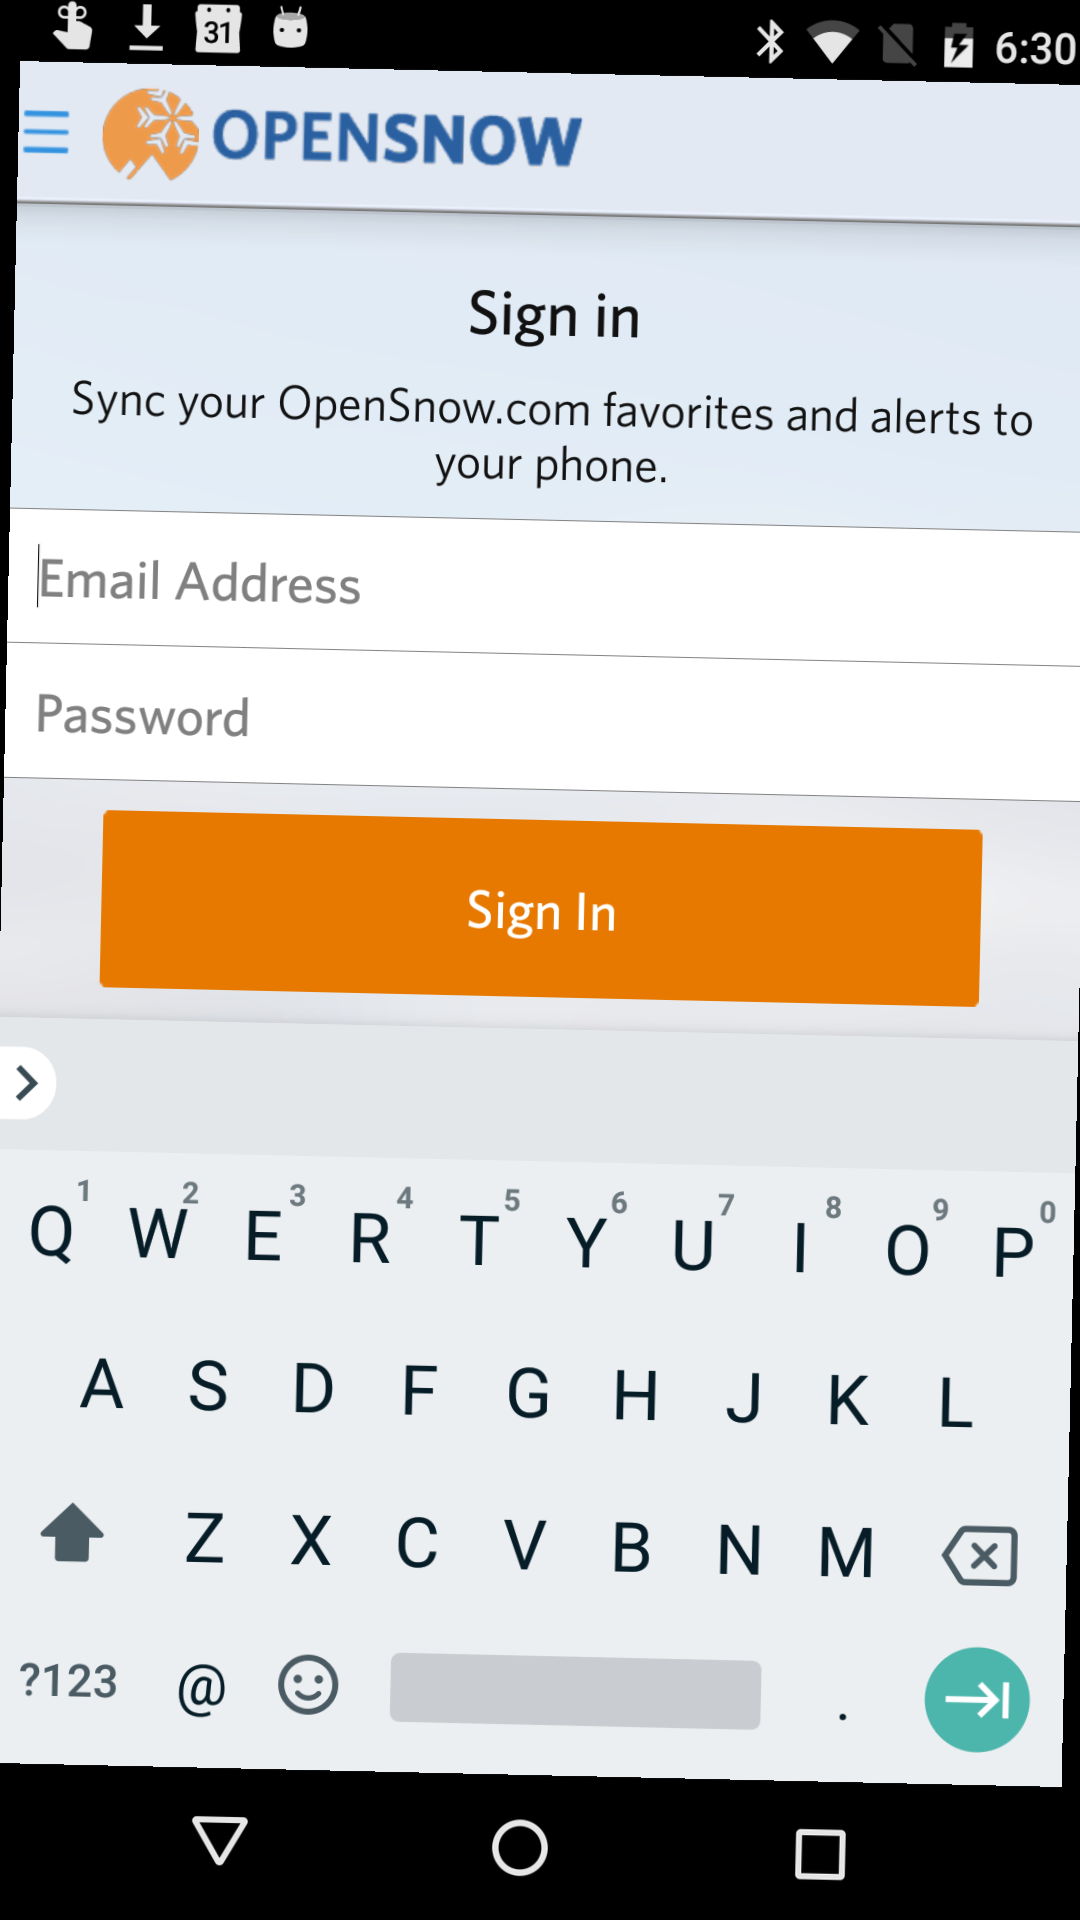 31 6:30
OPENSNOW
Sign in
Sync your OpenSnow.com favorites and alerts to
your phone.
Email Address
Password
Sign In
1 2 3 4 5 6 7 8 9 0
Q W E R T Y U I O P
A S D F G H J K L
Z X C V B N M
?123 @ .